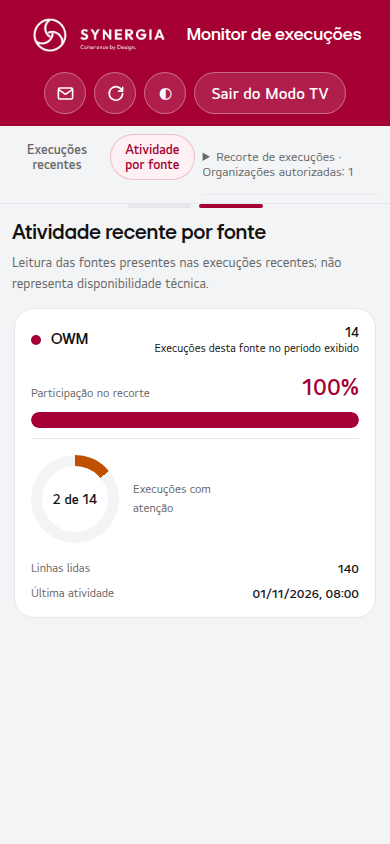 SYNERGIA
Coherence by Design.
Monitor de execuções
Sair do Modo TV
Execuções
recentes
Atividade
por fonte
Recorte de execuções ·
Organizações autorizadas: 1
Atividade recente por fonte
Leitura das fontes presentes nas execuções recentes; não
representa disponibilidade técnica.
OWM
14
Execuções desta fonte no período exibido
Participação no recorte
100%
2 de 14
Execuções com
atenção
Linhas lidas
140
Última atividade
01/11/2026, 08:00